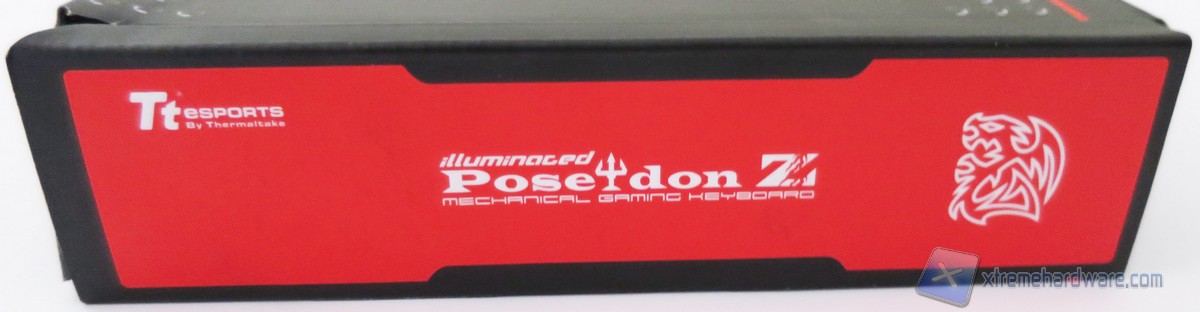 Tt eSPORTS
By Thermaltake
illuminated
Poseidon Z
MECHANICAL GAMING KEYBOARD
xtremehardware.com